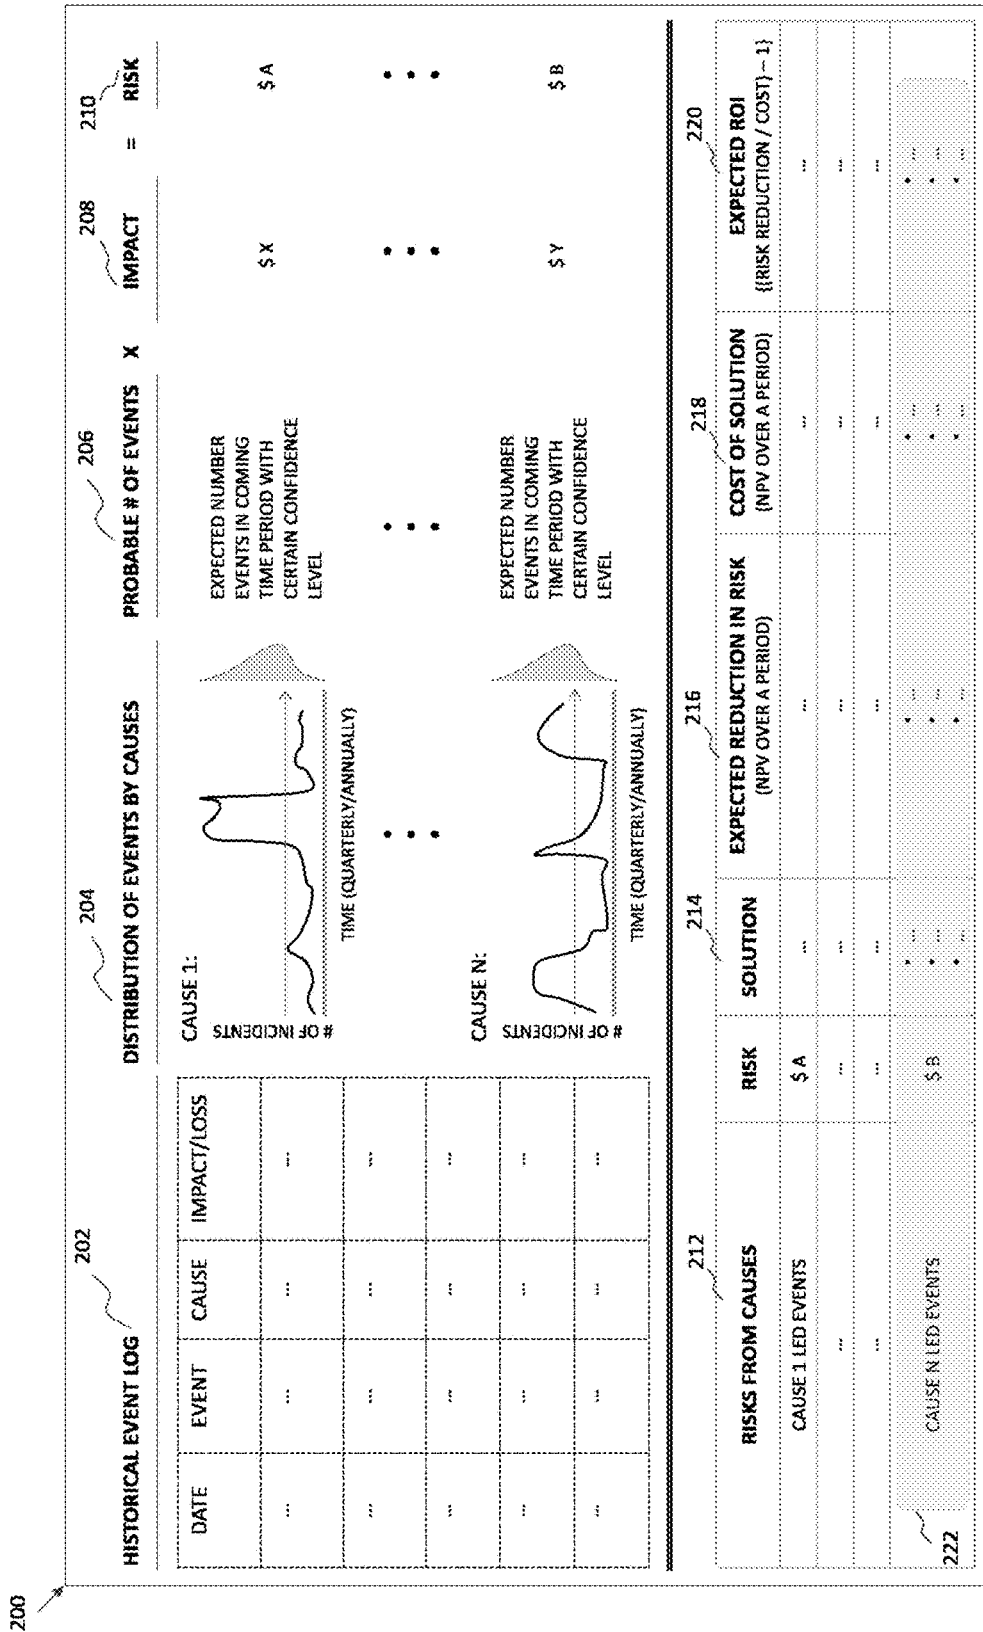 200
202
204
206
208
210
HISTORICAL EVENT LOG
DISTRIBUTION OF EVENTS BY CAUSES
PROBABLE # OF EVENTS X IMPACT = RISK
DATE EVENT CAUSE IMPACT/LOSS
... ... ... ...
... ... ... ...
... ... ... ...
... ... ... ...
... ... ... ...
CAUSE 1:
# OF INCIDENTS
TIME (QUARTERLY/ANNUALLY)
EXPECTED NUMBER
EVENTS IN COMING
TIME PERIOD WITH
CERTAIN CONFIDENCE
LEVEL
$ X
$ A
CAUSE N:
# OF INCIDENTS
TIME (QUARTERLY/ANNUALLY)
EXPECTED NUMBER
EVENTS IN COMING
TIME PERIOD WITH
CERTAIN CONFIDENCE
LEVEL
$ Y
$ B
212
214
216
218
220
RISKS FROM CAUSES
RISK
SOLUTION
EXPECTED REDUCTION IN RISK
(NPV OVER A PERIOD)
COST OF SOLUTION
(NPV OVER A PERIOD)
EXPECTED ROI
{(RISK REDUCTION / COST) – 1}
CAUSE 1 LED EVENTS $ A ... ... ... ...
... ... ... ... ... ...
... ... ... ... ... ...
CAUSE N LED EVENTS $ B
... ... ... ...
... ... ... ...
... ... ... ...
222